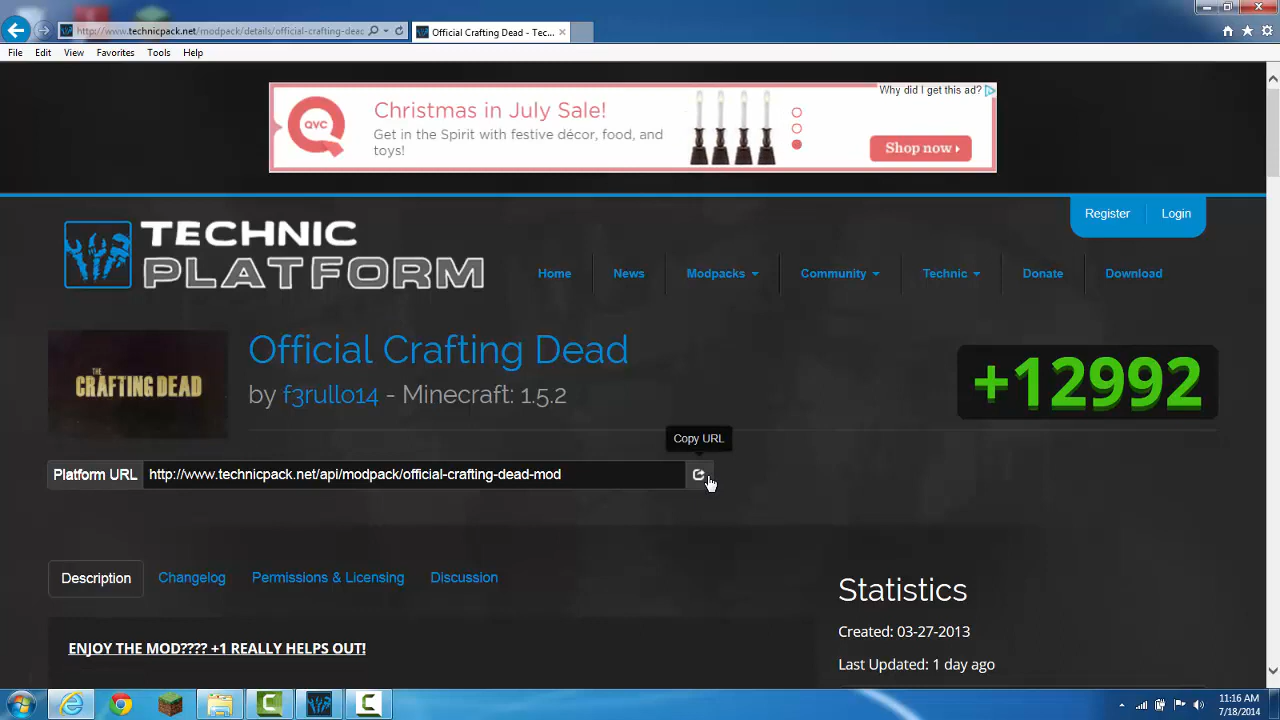 http://www.technicpack.net/modpack/details/official-crafting-dead
Official Crafting Dead - Tec...
File Edit View Favorites Tools Help
Why did I get this ad?
QVC
Christmas in July Sale!
Get in the Spirit with festive décor, food, and
toys!
Shop now
Register Login
TECHNIC
PLATFORM
Home News Modpacks Community Technic Donate Download
THE
CRAFTING DEAD
Official Crafting Dead
by f3rullo14 - Minecraft: 1.5.2
+12992
Copy URL
Platform URL http://www.technicpack.net/api/modpack/official-crafting-dead-mod
Description Changelog Permissions & Licensing Discussion
Statistics
Created: 03-27-2013
ENJOY THE MOD???? +1 REALLY HELPS OUT!
Last Updated: 1 day ago
11:16 AM
7/18/2014